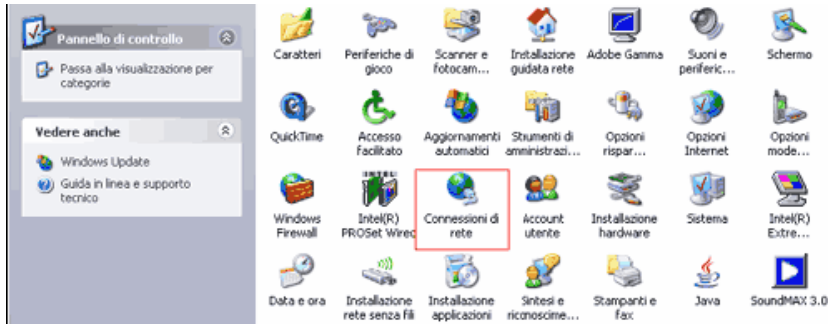 Pannello di controllo
Passa alla visualizzazione per
categorie
Vedere anche
Windows Update
Guida in linea e supporto
tecnico
Caratteri
Periferiche di
gioco
Scanner e
fotocam...
Installazione
guidata rete
Adobe Gamma
Suoni e
periferic...
Schermo
QuickTime
Accesso
facilitato
Aggiornamenti
automatici
Strumenti di
amministrazi...
Opzioni
rispar...
Opzioni
Internet
Opzioni
mode...
Windows
Firewall
Intel(R)
PROSet Wired
Connessioni di
rete
Account
utente
Installazione
hardware
Sistema
Intel(R)
Extre...
Data e ora
Installazione
rete senza fili
Installazione
applicazioni
Sintesi e
riconoscime...
Stampanti e
fax
Java
SoundMAX 3.0